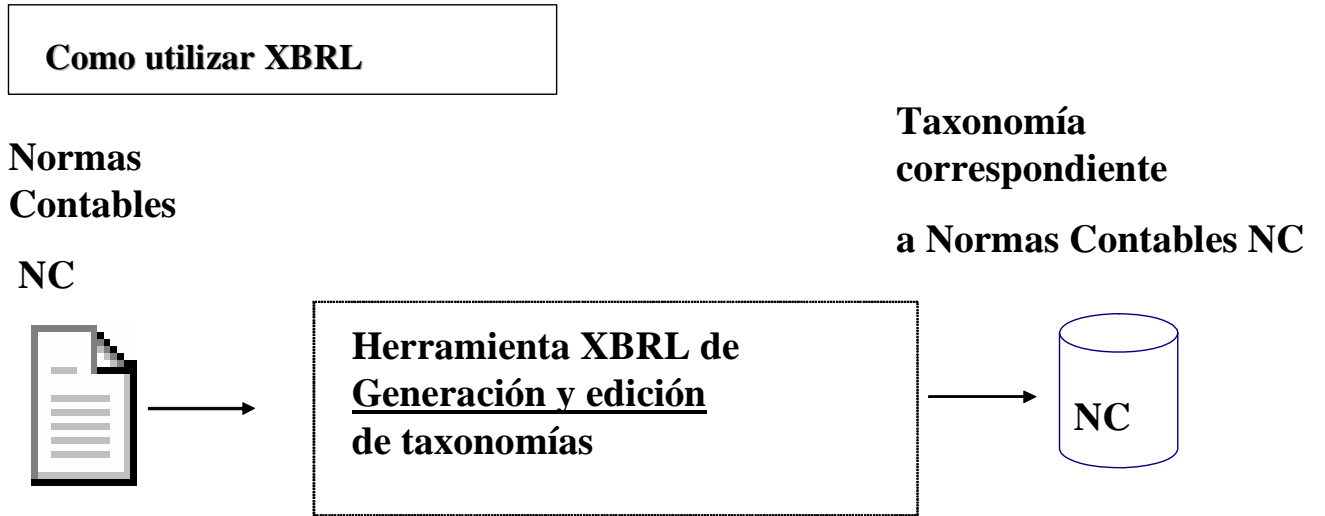 Como utilizar XBRL
Normas
Contables
NC
Taxonomía
correspondiente
a Normas Contables NC
Herramienta XBRL de
Generación y edición
de taxonomías
NC